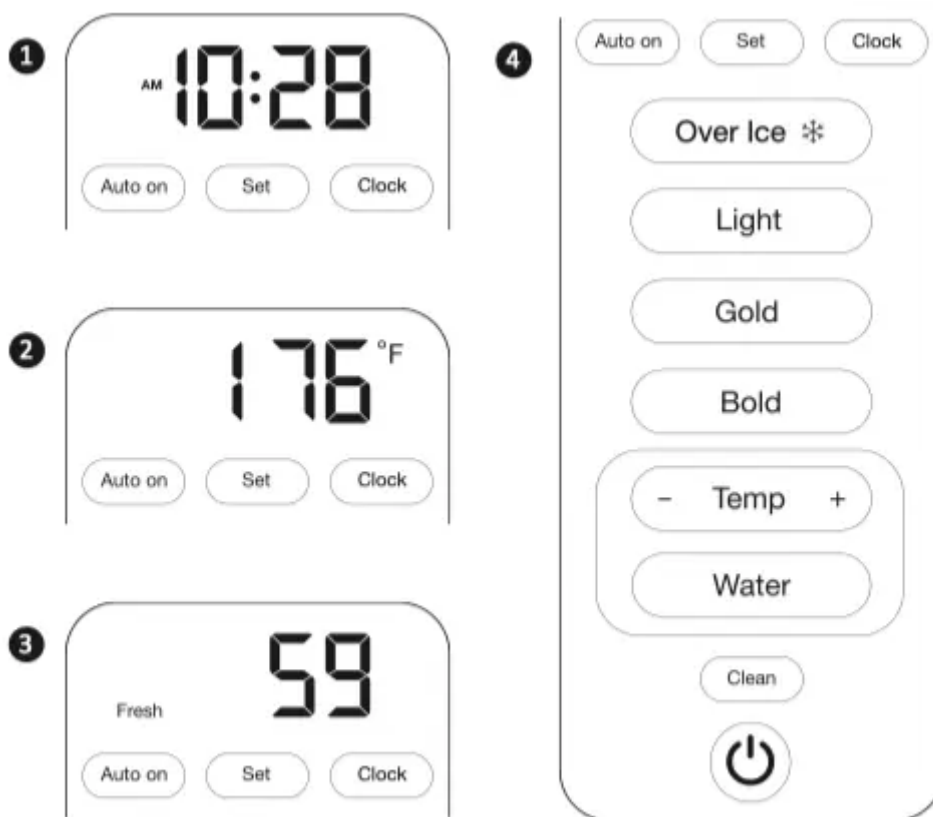 1
AM 10:28
Auto on Set Clock
2
176 °F
Auto on Set Clock
3
59
Fresh
Auto on Set Clock
4
Auto on Set Clock
Over Ice
Light
Gold
Bold
- Temp +
Water
Clean